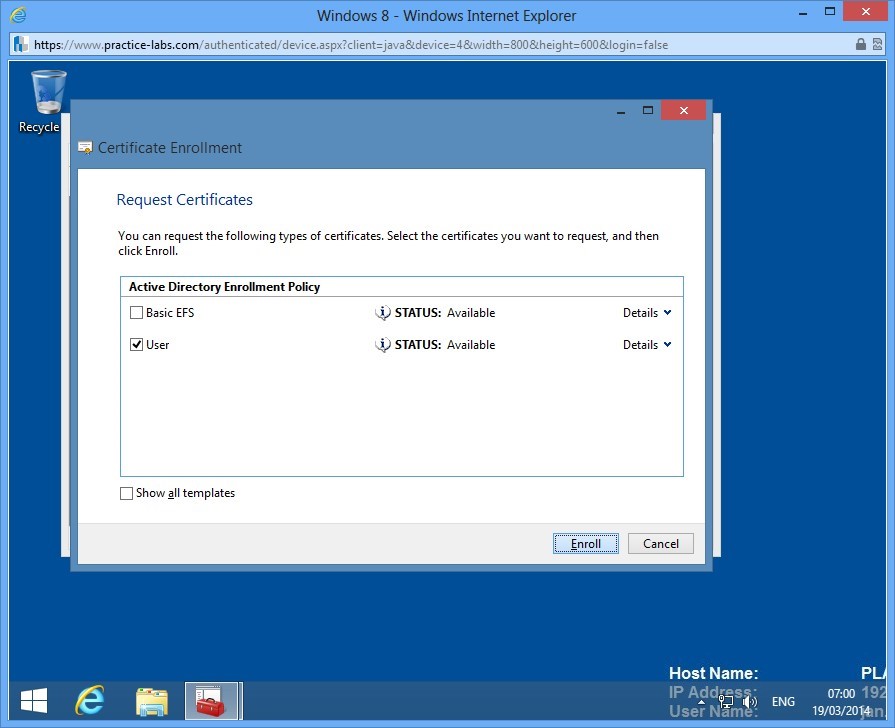 Windows 8 - Windows Internet Explorer
https://www.practice-labs.com/authenticated/device.aspx?client=java&device=4&width=800&height=600&login=false
Recycle
Certificate Enrollment
Request Certificates
You can request the following types of certificates. Select the certificates you want to request, and then
click Enroll.
Active Directory Enrollment Policy
Basic EFS STATUS: Available Details
User STATUS: Available Details
Show all templates
Enroll Cancel
Host Name: PLA
IP Address: 192
User Name: jan
ENG
07:00
19/03/2014